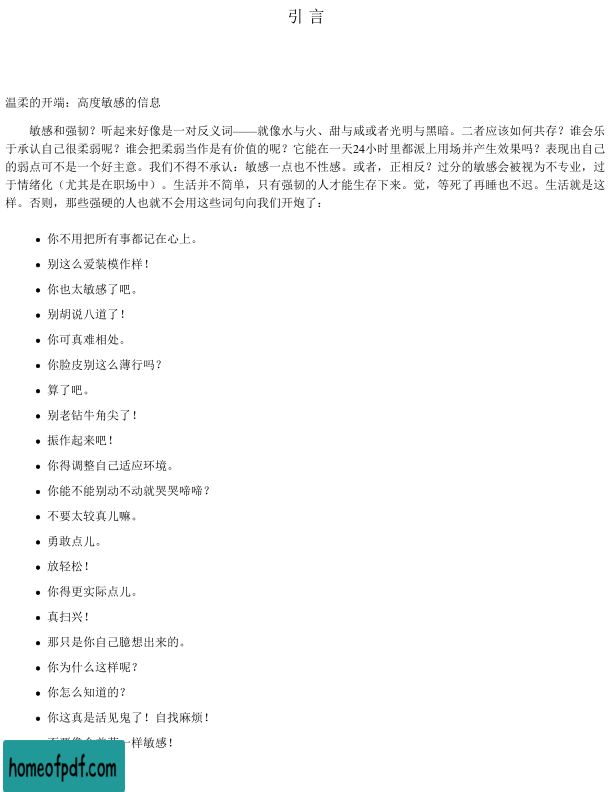 引 言
温柔的开端：高度敏感的信息
敏感和强韧？听起来好像是一对反义词——就像水与火、甜与咸或者光明与黑暗。二者应该如何共存？谁会乐
于承认自己很柔弱呢？谁会把柔弱当作是有价值的呢？它能在一天24小时里都派上用场并产生效果吗？表现出自己
的弱点可不是一个好主意。我们不得不承认：敏感一点也不性感。或者，正相反？过分的敏感会被视为不专业，过
于情绪化（尤其是在职场中）。生活并不简单，只有强韧的人才能生存下来。觉，等死了再睡也不迟。生活就是这
样。否则，那些强硬的人也就不会用这些词句向我们开炮了：
● 你不用把所有事都记在心上。
● 别这么爱装模作样！
● 你也太敏感了吧。
● 别胡说八道了！
● 你可真难相处。
● 你脸皮别这么薄行吗？
● 算了吧。
● 别老钻牛角尖了！
● 振作起来吧！
● 你得调整自己适应环境。
● 你能不能别动不动就哭哭啼啼？
● 不要太较真儿嘛。
● 勇敢点儿。
● 放轻松！
● 你得更实际点儿。
● 真扫兴！
● 那只是你自己臆想出来的。
● 你为什么这样呢？
● 你怎么知道的？
● 你这真是活见鬼了！自找麻烦！
一样敏感！
homeofpdf.com